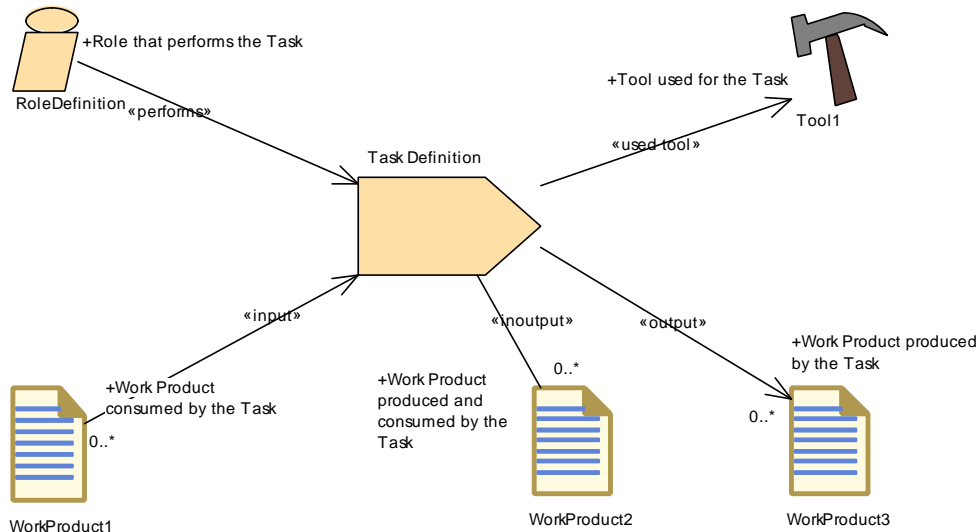 +Role that performs the Task
RoleDefinition
«performs»
+Tool used for the Task
Tool1
«used tool»
Task Definition
«input»
«inoutput»
«output»
+Work Product
consumed by the Task
0..*
WorkProduct1
+Work Product
produced and
consumed by the
Task
0..*
WorkProduct2
+Work Product produced
by the Task
0..*
WorkProduct3